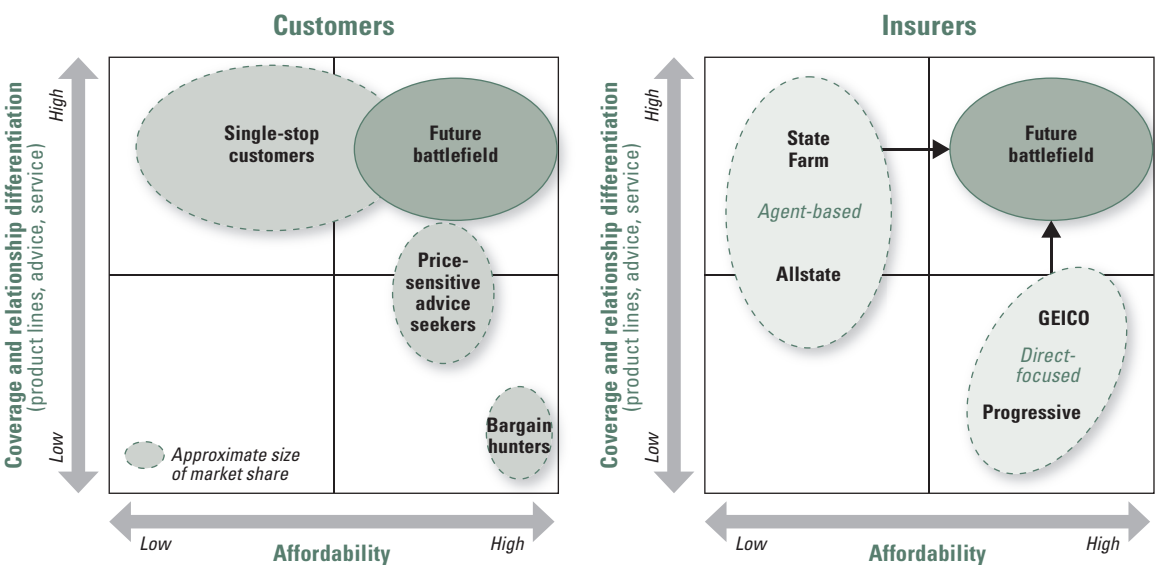 Customers
Coverage and relationship differentiation
(product lines, advice, service)
High
Low
Single-stop
customers
Future
battlefield
Price-
sensitive
advice
seekers
Bargain
hunters
Approximate size
of market share
Low
High
Affordability
Insurers
Coverage and relationship differentiation
(product lines, advice, service)
High
Low
State
Farm
Agent-based
Allstate
Future
battlefield
GEICO
Direct-
focused
Progressive
Low
High
Affordability